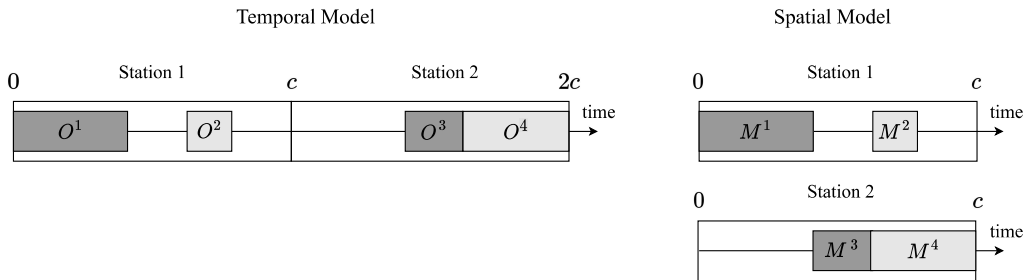 Temporal Model
Spatial Model
0 Station 1 c Station 2 2c
time
O¹ O² O³ O⁴
0 Station 1 c
time
M¹ M²
0 Station 2 c
time
M³ M⁴